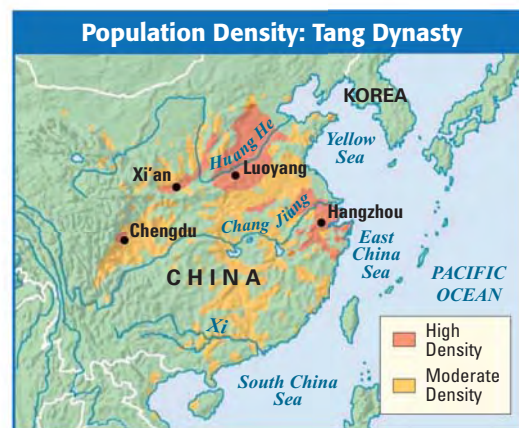 Population Density: Tang Dynasty
KOREA
Yellow
Sea
Huang He
Xi'an
Luoyang
Hangzhou
Chengdu
Chang Jiang
East
China
Sea
CHINA
PACIFIC
OCEAN
Xi
High
Density
Moderate
Density
South China
Sea